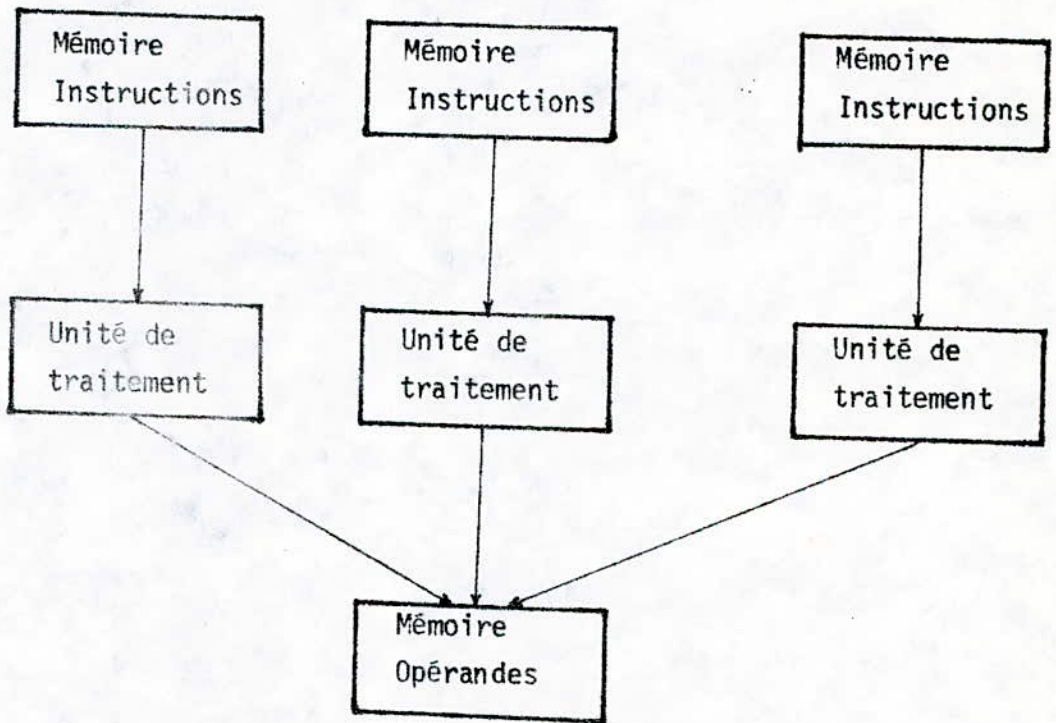 Mémoire
Instructions
Mémoire
Instructions
Mémoire
Instructions
Unité de
traitement
Unité de
traitement
Unité de
traitement
Mémoire
Opérandes